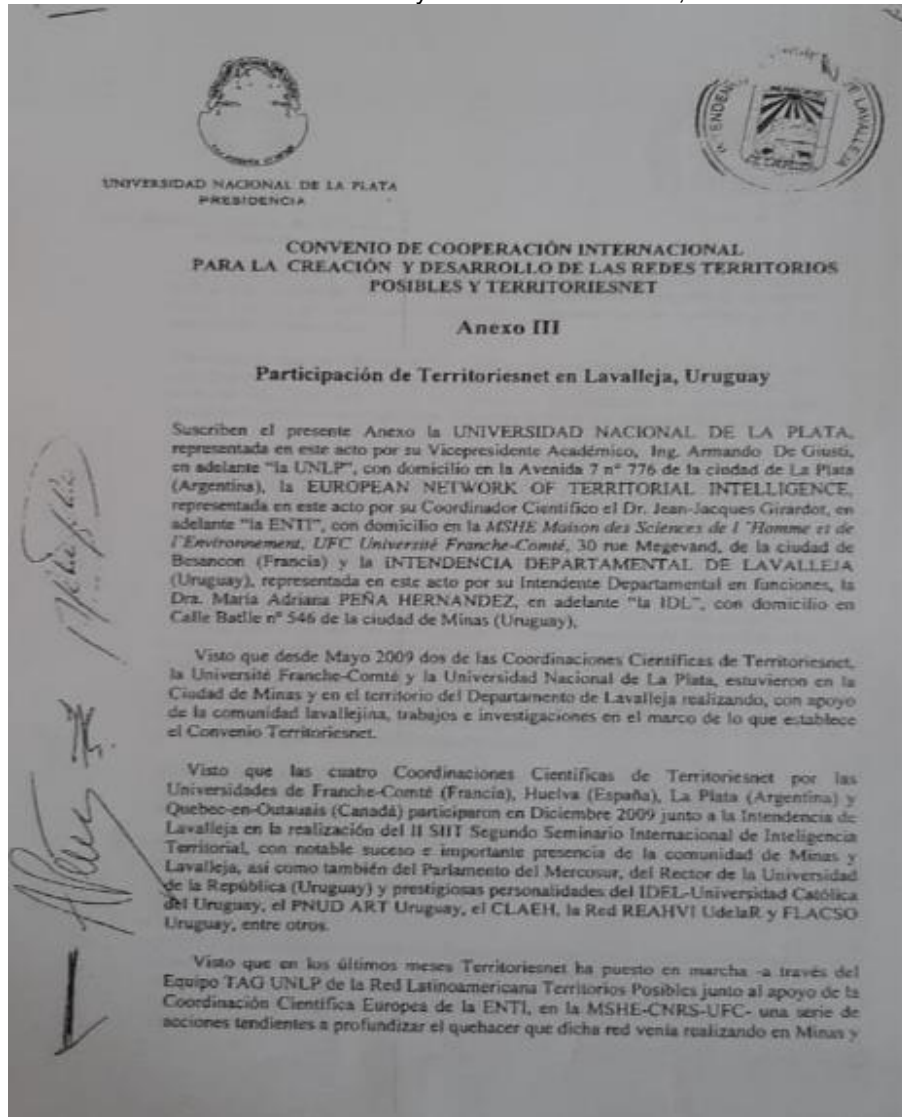 UNIVERSIDAD NACIONAL DE LA PLATA
PRESIDENCIA
INTENDENCIA DE LAVALLEJA
CONVENIO DE COOPERACIÓN INTERNACIONAL
PARA LA CREACIÓN Y DESARROLLO DE LAS REDES TERRITORIOS
POSIBLES Y TERRITORIESNET
Anexo III
Participación de Territoriesnet en Lavalleja, Uruguay
Suscriben el presente Anexo la UNIVERSIDAD NACIONAL DE LA PLATA,
representada en este acto por su Vicepresidente Académico, Ing. Armando De Giusti,
en adelante "la UNLP", con domicilio en la Avenida 7 nº 776 de la ciudad de La Plata
(Argentina), la EUROPEAN NETWORK OF TERRITORIAL INTELLIGENCE,
representada en este acto por su Coordinador Científico el Dr. Jean-Jacques Girardot, en
adelante "la ENTI", con domicilio en la MSHE Maison des Sciences de l´Homme et de
l´Environnement, UFC Université Franche-Comté, 30 rue Megevand, de la ciudad de
Besancon (Francia) y la INTENDENCIA DEPARTAMENTAL DE LAVALLEJA
(Uruguay), representada en este acto por su Intendente Departamental en funciones, la
Dra. María Adriana PEÑA HERNANDEZ, en adelante "la IDL", con domicilio en
Calle Batlle nº 546 de la ciudad de Minas (Uruguay),
Visto que desde Mayo 2009 dos de las Coordinaciones Científicas de Territoriesnet,
la Université Franche-Comté y la Universidad Nacional de La Plata, estuvieron en la
Ciudad de Minas y en el territorio del Departamento de Lavalleja realizando, con apoyo
de la comunidad lavallejina, trabajos e investigaciones en el marco de lo que establece
el Convenio Territoriesnet.
Visto que las cuatro Coordinaciones Científicas de Territoriesnet por las
Universidades de Franche-Comté (Francia), Huelva (España), La Plata (Argentina) y
Quebec-en-Outauais (Canadá) participaron en Diciembre 2009 junto a la Intendencia de
Lavalleja en la realización del II SIIT Segundo Seminario Internacional de Inteligencia
Territorial, con notable suceso e importante presencia de la comunidad de Minas y
Lavalleja, así como también del Parlamento del Mercosur, del Rector de la Universidad
de la República (Uruguay) y prestigiosas personalidades del IDEL-Universidad Católica
del Uruguay, el PNUD ART Uruguay, el CLAEH, la Red REAHVI UdelaR y FLACSO
Uruguay, entre otros.
Visto que en los últimos meses Territoriesnet ha puesto en marcha -a través del
Equipo TAG UNLP de la Red Latinoamericana Territorios Posibles junto al apoyo de la
Coordinación Científica Europea de la ENTI, en la MSHE-CNRS-UFC- una serie de
acciones tendientes a profundizar el quehacer que dicha red venía realizando en Minas y